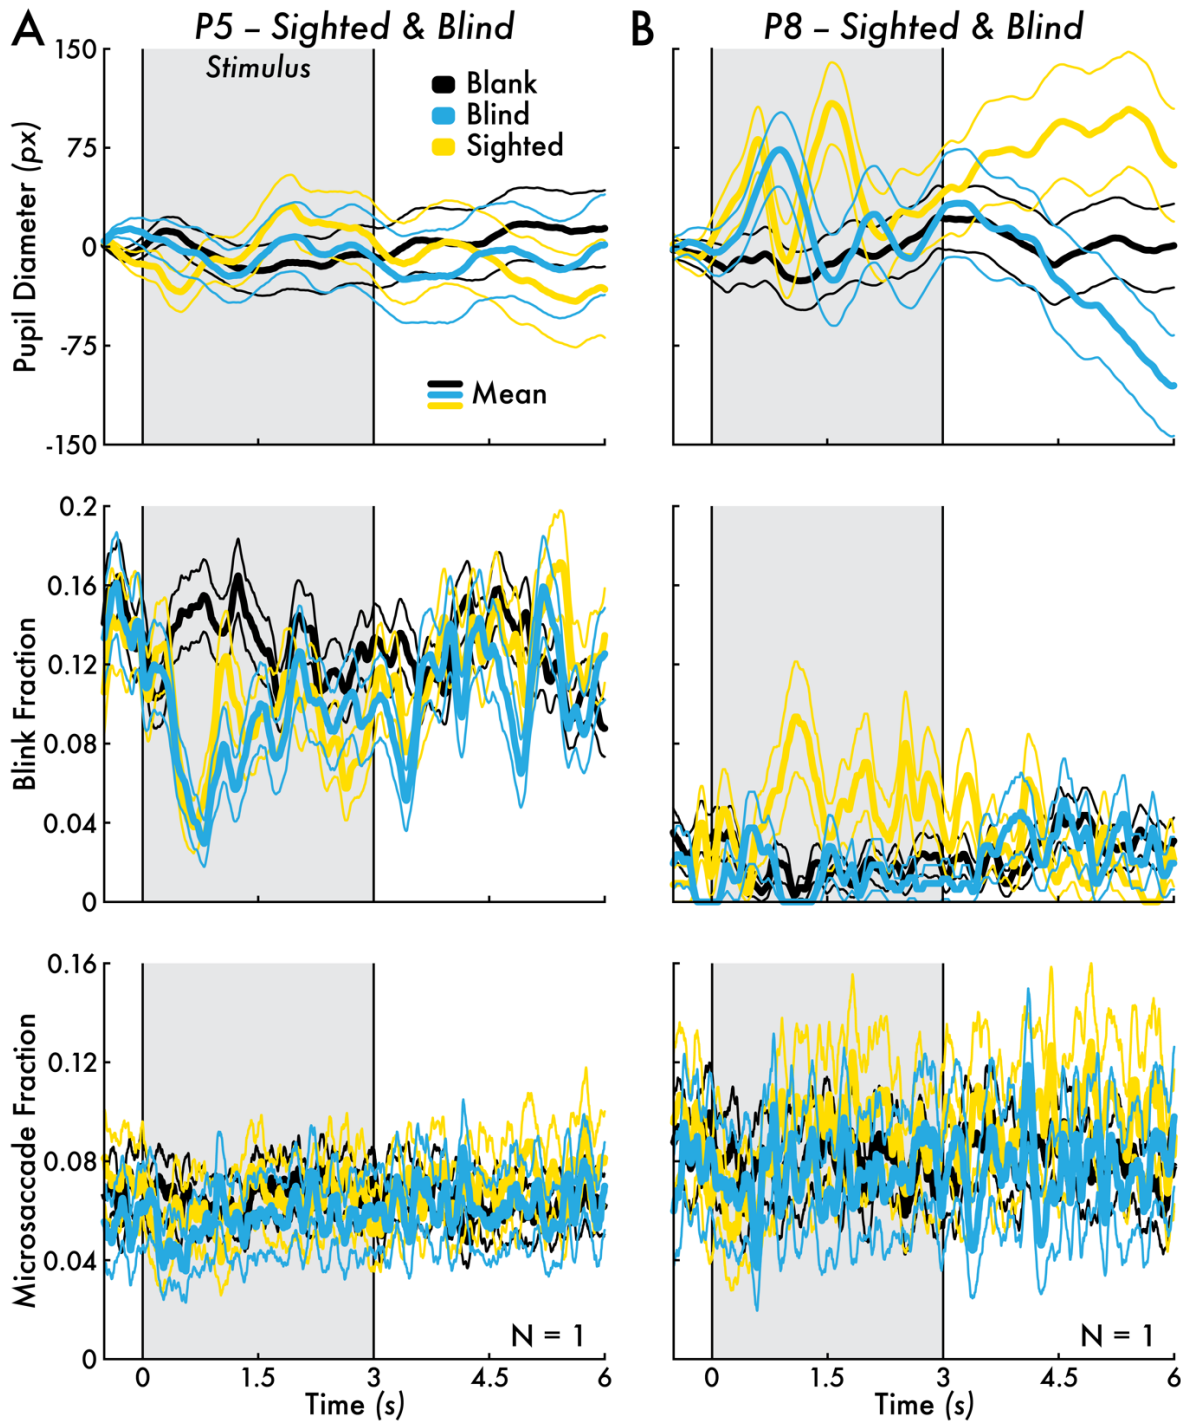 A P5 – Sighted & Blind
B P8 – Sighted & Blind
Stimulus
Blank
Blind
Sighted
Mean
Pupil Diameter (px)
150
75
0
-75
-150
Blink Fraction
0.2
0.16
0.12
0.08
0.04
0
Microsaccade Fraction
0.16
0.12
0.08
0.04
0
N = 1
N = 1
0 1.5 3 4.5 6
0 1.5 3 4.5 6
Time (s)
Time (s)